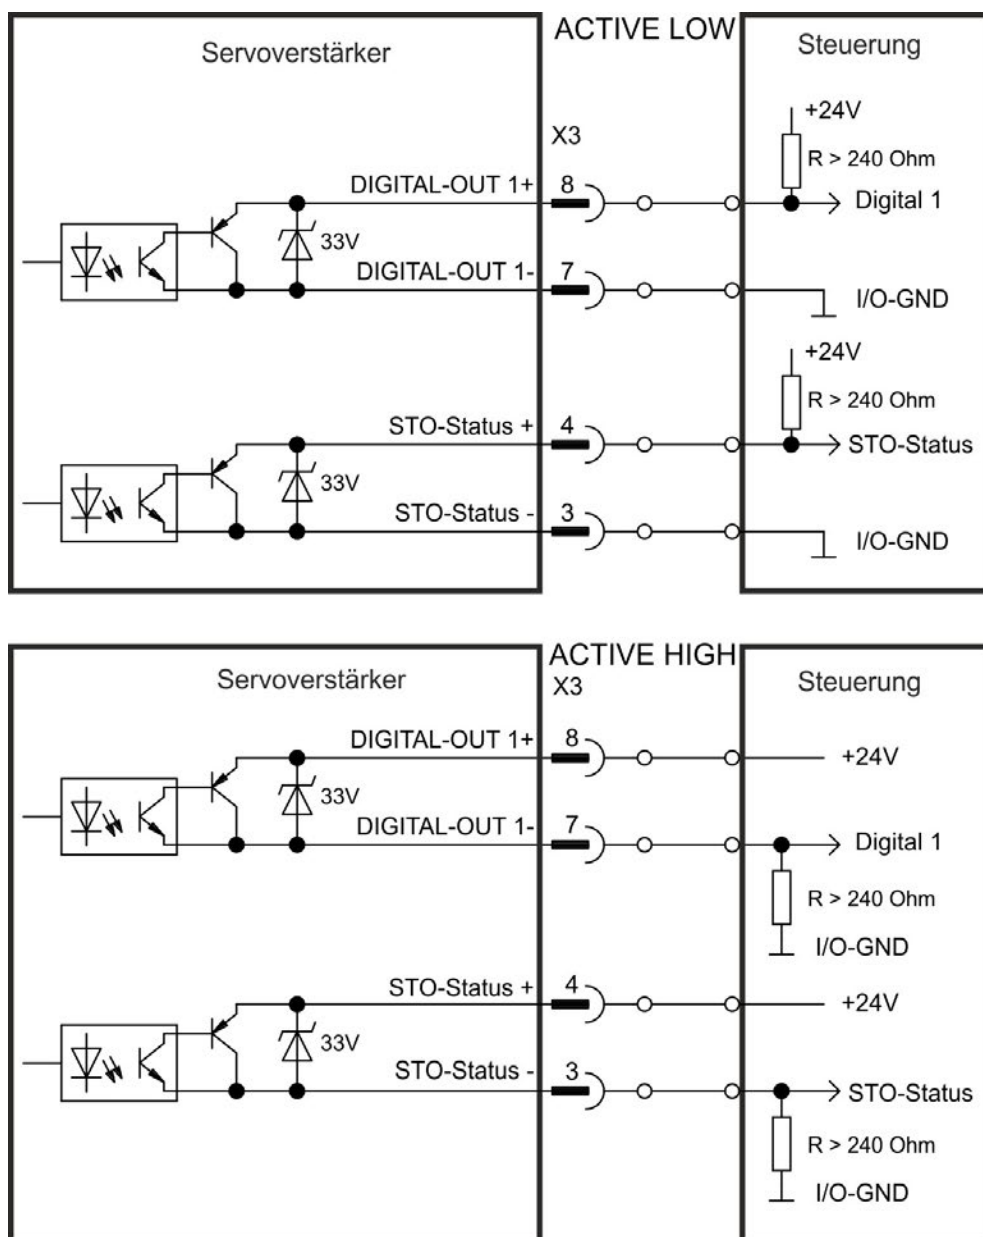 ACTIVE LOW
Servoverstärker
Steuerung
+24V
X3
R > 240 Ohm
DIGITAL-OUT 1+
8
Digital 1
33V
DIGITAL-OUT 1-
7
I/O-GND
+24V
R > 240 Ohm
STO-Status +
4
STO-Status
33V
STO-Status -
3
I/O-GND
ACTIVE HIGH
Servoverstärker
X3
Steuerung
DIGITAL-OUT 1+
8
+24V
33V
DIGITAL-OUT 1-
7
Digital 1
R > 240 Ohm
I/O-GND
STO-Status +
4
+24V
33V
STO-Status -
3
STO-Status
R > 240 Ohm
I/O-GND